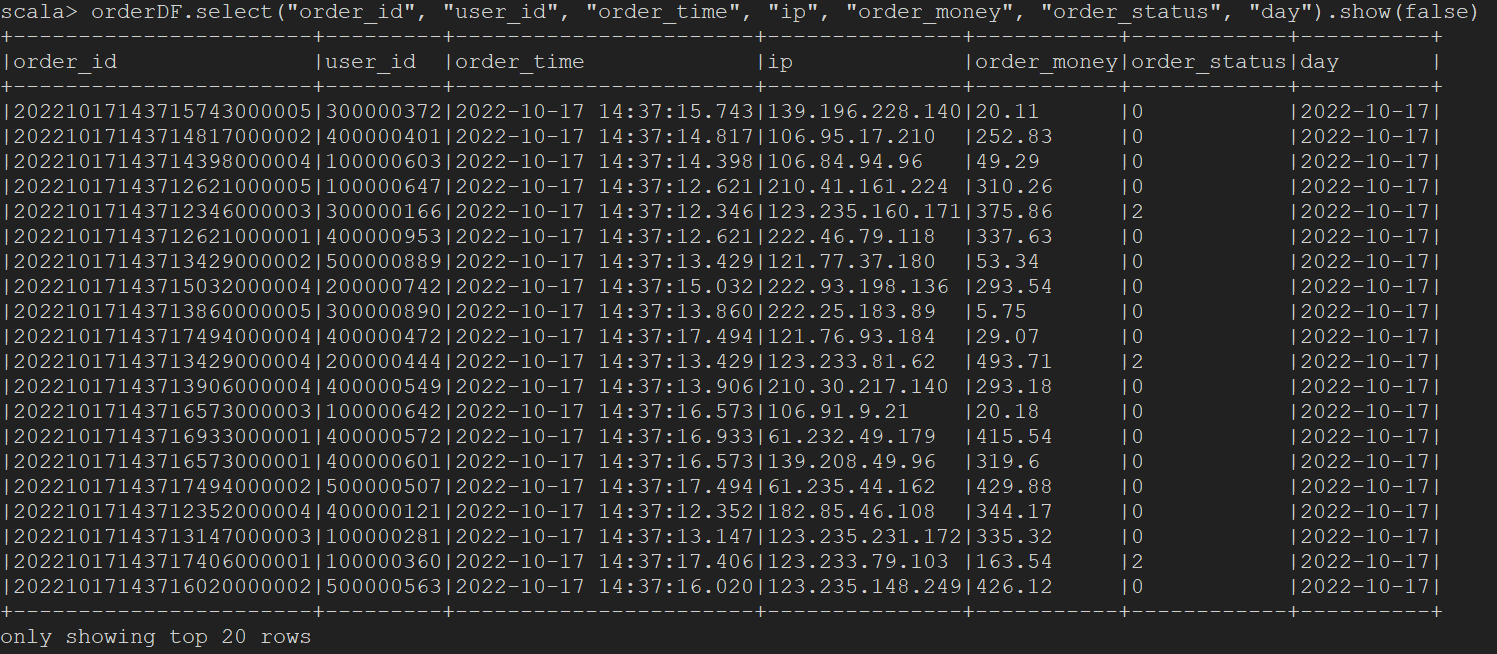 scala> orderDF.select("order_id", "user_id", "order_time", "ip", "order_money", "order_status", "day").show(false)
+-----------------------+---------+-----------------------+---------------+-----------+------------+----------+
|order_id               |user_id  |order_time             |ip             |order_money|order_status|day       |
+-----------------------+---------+-----------------------+---------------+-----------+------------+----------+
|20221017143715743000005|300000372|2022-10-17 14:37:15.743|139.196.228.140|20.11      |0           |2022-10-17|
|20221017143714817000002|400000401|2022-10-17 14:37:14.817|106.95.17.210  |252.83     |0           |2022-10-17|
|20221017143714398000004|100000603|2022-10-17 14:37:14.398|106.84.94.96   |49.29      |0           |2022-10-17|
|20221017143712621000005|100000647|2022-10-17 14:37:12.621|210.41.161.224 |310.26     |0           |2022-10-17|
|20221017143712346000003|300000166|2022-10-17 14:37:12.346|123.235.160.171|375.86     |2           |2022-10-17|
|20221017143712621000001|400000953|2022-10-17 14:37:12.621|222.46.79.118  |337.63     |0           |2022-10-17|
|20221017143713429000002|500000889|2022-10-17 14:37:13.429|121.77.37.180  |53.34      |0           |2022-10-17|
|20221017143715032000004|200000742|2022-10-17 14:37:15.032|222.93.198.136 |293.54     |0           |2022-10-17|
|20221017143713860000005|300000890|2022-10-17 14:37:13.860|222.25.183.89  |5.75       |0           |2022-10-17|
|20221017143717494000004|400000472|2022-10-17 14:37:17.494|121.76.93.184  |29.07      |0           |2022-10-17|
|20221017143713429000004|200000444|2022-10-17 14:37:13.429|123.233.81.62  |493.71     |2           |2022-10-17|
|20221017143713906000004|400000549|2022-10-17 14:37:13.906|210.30.217.140 |293.18     |0           |2022-10-17|
|20221017143716573000003|100000642|2022-10-17 14:37:16.573|106.91.9.21    |20.18      |0           |2022-10-17|
|20221017143716933000001|400000572|2022-10-17 14:37:16.933|61.232.49.179  |415.54     |0           |2022-10-17|
|20221017143716573000001|400000601|2022-10-17 14:37:16.573|139.208.49.96  |319.6      |0           |2022-10-17|
|20221017143717494000002|500000507|2022-10-17 14:37:17.494|61.235.44.162  |429.88     |0           |2022-10-17|
|20221017143712352000004|400000121|2022-10-17 14:37:12.352|182.85.46.108  |344.17     |0           |2022-10-17|
|20221017143713147000003|100000281|2022-10-17 14:37:13.147|123.235.231.172|335.32     |0           |2022-10-17|
|20221017143717406000001|100000360|2022-10-17 14:37:17.406|123.233.79.103 |163.54     |2           |2022-10-17|
|20221017143716020000002|500000563|2022-10-17 14:37:16.020|123.235.148.249|426.12     |0           |2022-10-17|
+-----------------------+---------+-----------------------+---------------+-----------+------------+----------+
only showing top 20 rows